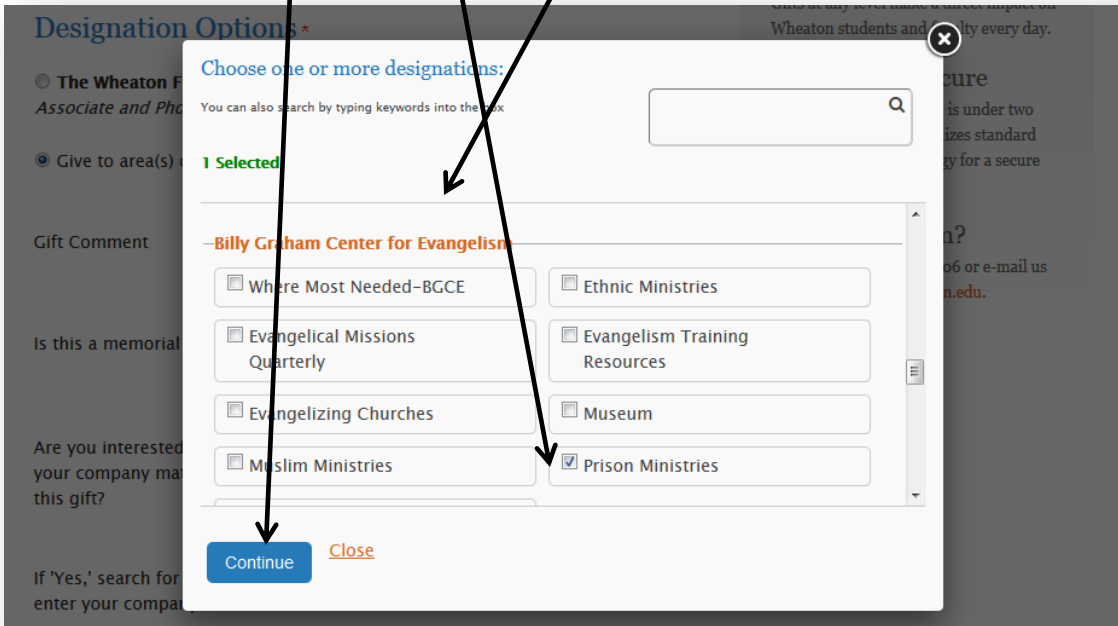 Gifts at any level make a direct impact on
Designation Options *
Wheaton students and faculty every day.
The Wheaton F
Associate and Pho
Give to area(s)
Gift Comment
Is this a memorial
Are you interested
your company mat
this gift?
If 'Yes,' search for
enter your compan
Choose one or more designations:
You can also search by typing keywords into the box
1 Selected
Billy Graham Center for Evangelism
Where Most Needed-BGCE
Ethnic Ministries
Evangelical Missions
Quarterly
Evangelism Training
Resources
Evangelizing Churches
Museum
Muslim Ministries
Prison Ministries
Continue
Close
cure
is under two
izes standard
gy for a secure
n?
06 or e-mail us
n.edu.